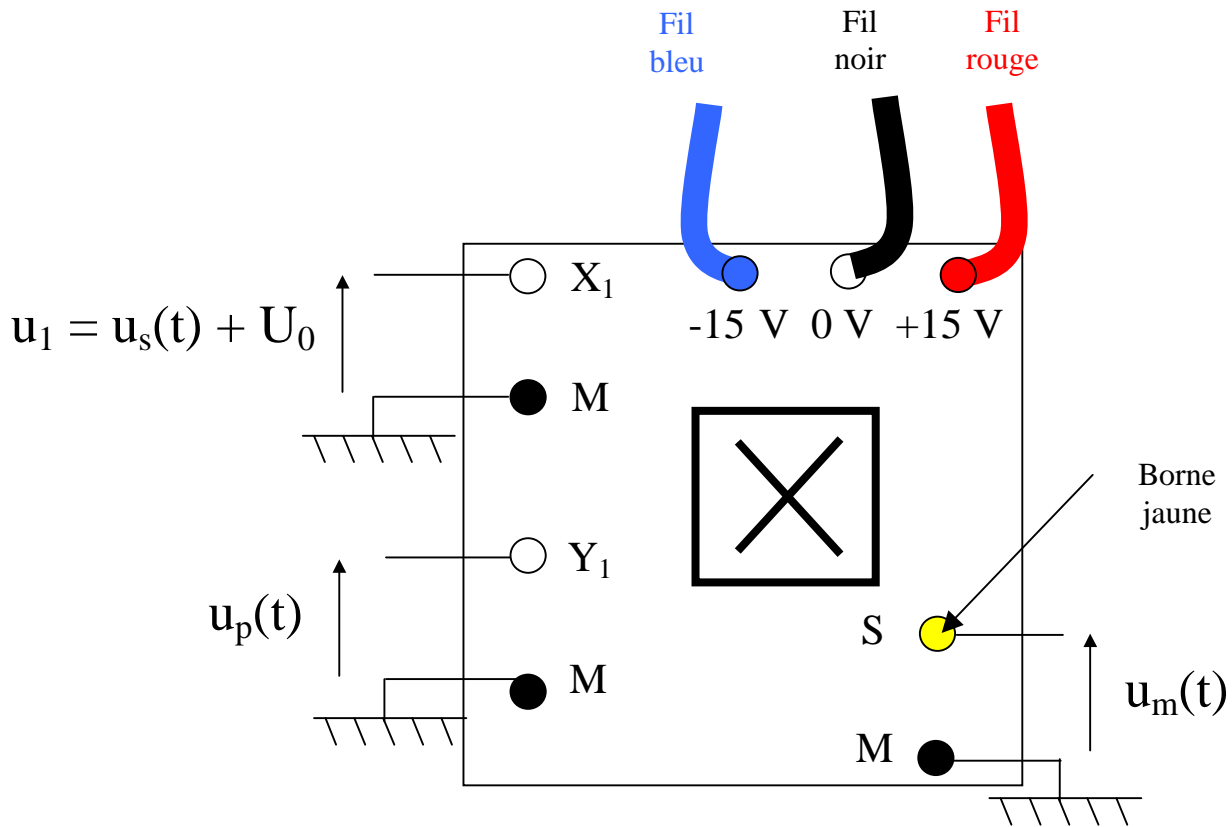 Fil
bleu
Fil
noir
Fil
rouge
X₁
-15 V 0 V +15 V
u₁ = uₛ(t) + U₀
M
Borne
jaune
Y₁
uₚ(t)
S
M
uₘ(t)
M